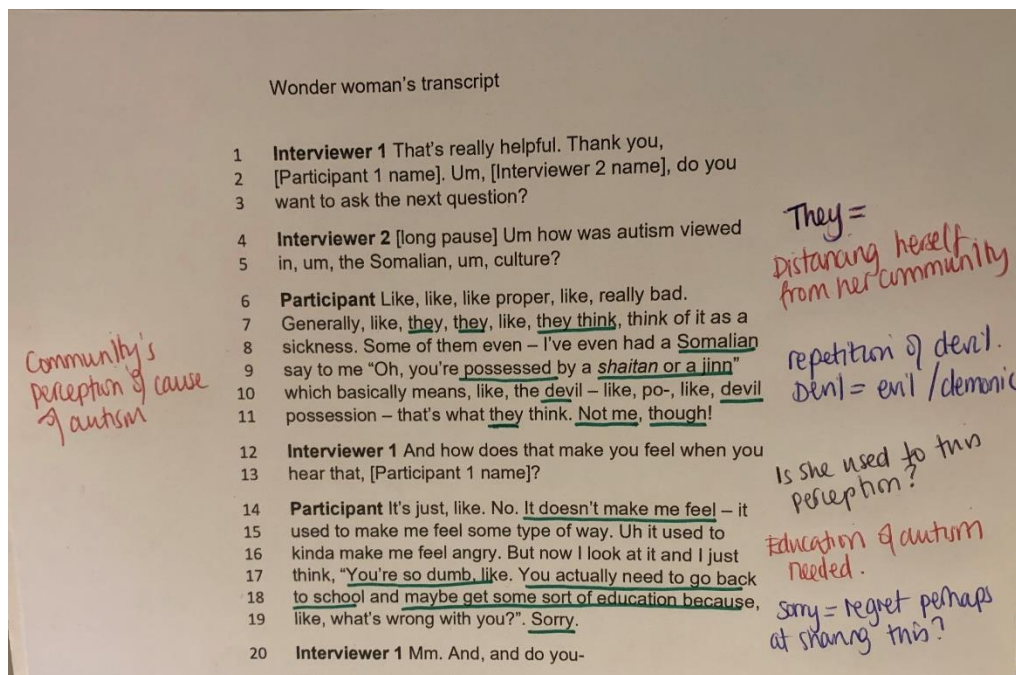 Wonder woman's transcript
1 Interviewer 1 That's really helpful. Thank you,
2 [Participant 1 name]. Um, [Interviewer 2 name], do you
3 want to ask the next question?
4 Interviewer 2 [long pause] Um how was autism viewed
5 in, um, the Somalian, um, culture?
6 Participant Like, like, like proper, like, really bad.
7 Generally, like, they, they, like, they think, think of it as a
8 sickness. Some of them even – I've even had a Somalian
9 say to me “Oh, you're possessed by a shaitan or a jinn”
10 which basically means, like, the devil – like, po-, like, devil
11 possession – that's what they think. Not me, though!
12 Interviewer 1 And how does that make you feel when you
13 hear that, [Participant 1 name]?
14 Participant It's just, like. No. It doesn't make me feel – it
15 used to make me feel some type of way. Uh it used to
16 kinda make me feel angry. But now I look at it and I just
17 think, “You're so dumb, like. You actually need to go back
18 to school and maybe get some sort of education because,
19 like, what's wrong with you?”. Sorry.
20 Interviewer 1 Mm. And, and do you-
Community's
perception of cause
of autism
They =
Distancing herself
from her community
repetition of devil.
Devil = evil / demonic
Is she used to this
perception?
Education of autism
needed.
Sorry = regret perhaps
at sharing this?